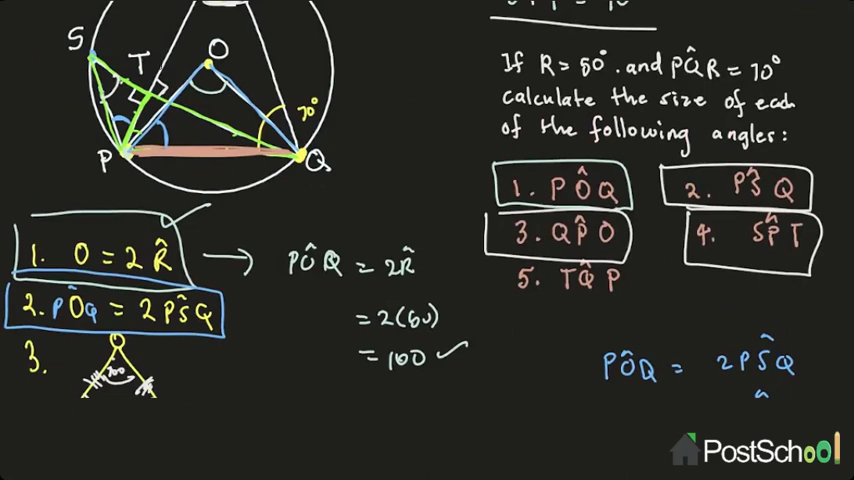 S
T
O
70°
P
Q
If R = 50° and PQ̂R = 70°
calculate the size of each
of the following angles:
1. PÔQ
2. PŜQ
3. QP̂O
4. SP̂T
5. TQ̂P
1. O = 2R̂
PÔQ = 2R̂
2. PÔQ = 2PŜQ
= 2(50)
= 100 ✓
3.
O
100
PÔQ = 2PŜQ
PostSchool